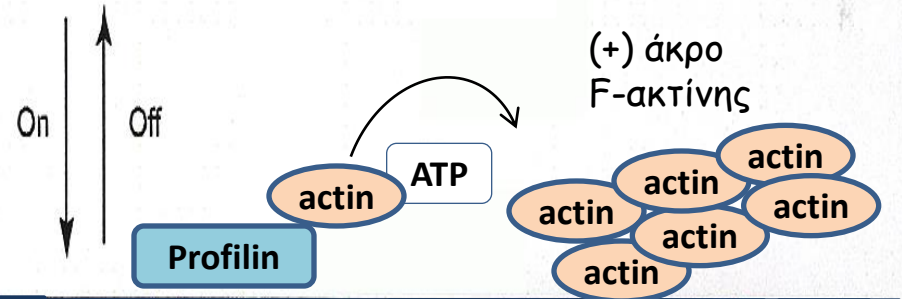 On
Off
(+) άκρο
F-ακτίνης
actin
ATP
Profilin
actin
actin
actin
actin
actin
actin